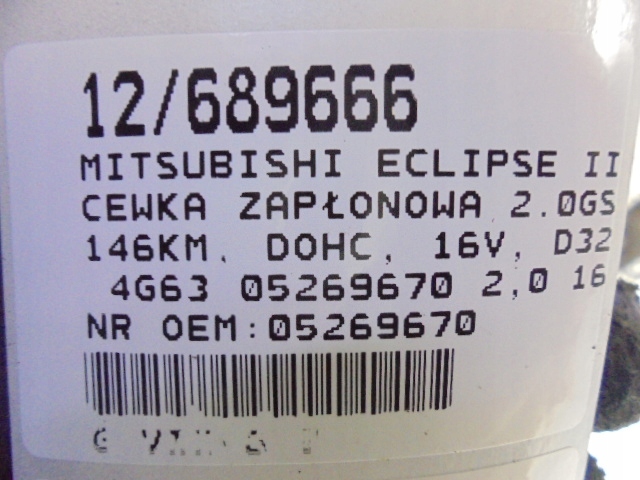 12/689666
MITSUBISHI ECLIPSE II
CEWKA ZAPŁONOWA 2.0GS
146KM. DOHC, 16V, D32
4G63 05269670 2,0 16
NR OEM:05269670